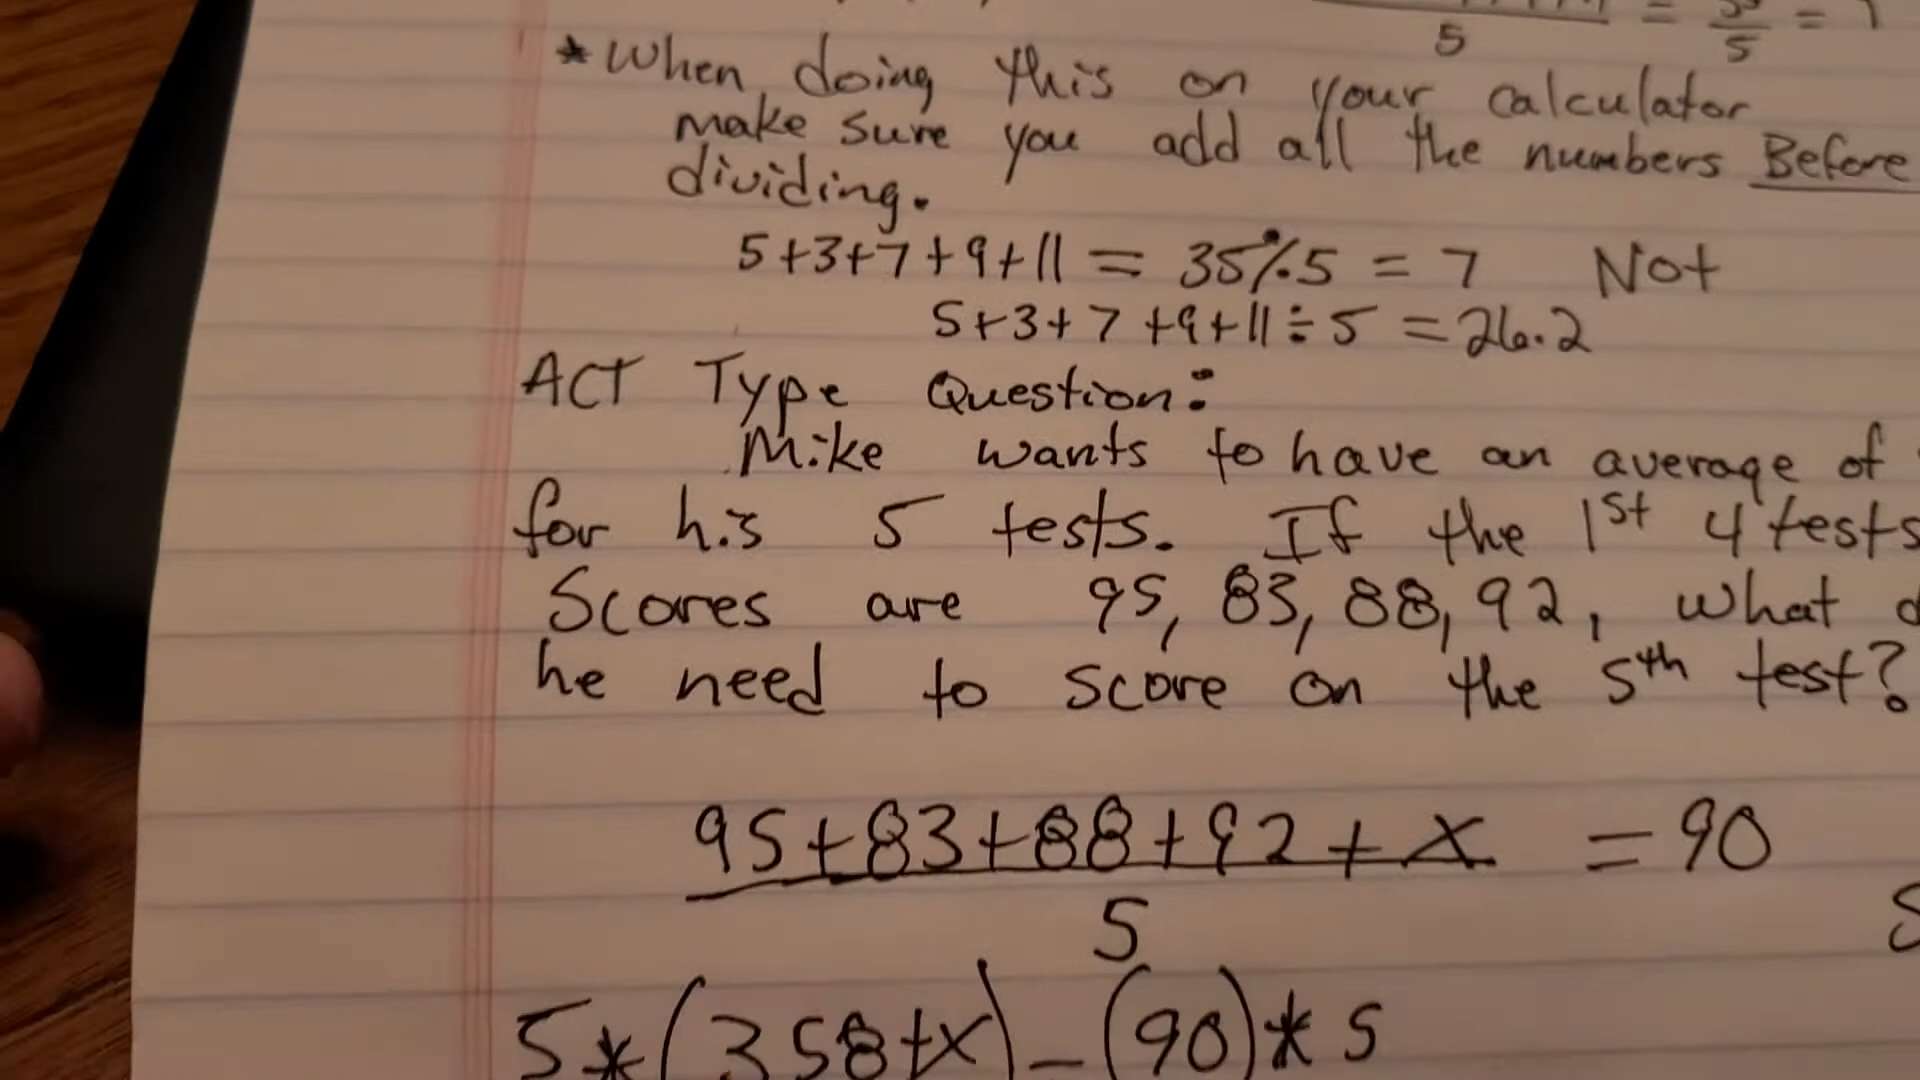 5 = 35/5 = 7
* When doing this on your calculator
make sure you add all the numbers Before
dividing.
5+3+7+9+11 = 35÷5 = 7 Not
5+3+7+9+11÷5 = 26.2
ACT Type Question:
Mike wants to have an average of
for his 5 tests. If the 1st 4 tests
Scores are 95, 83, 88, 92, what
he need to score on the 5th test?
95+83+88+92+x = 90
5
5*(358+x) = (90)*5